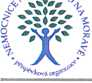 NEMOCNICE
NA MORAVĚ
příspěvková organizace